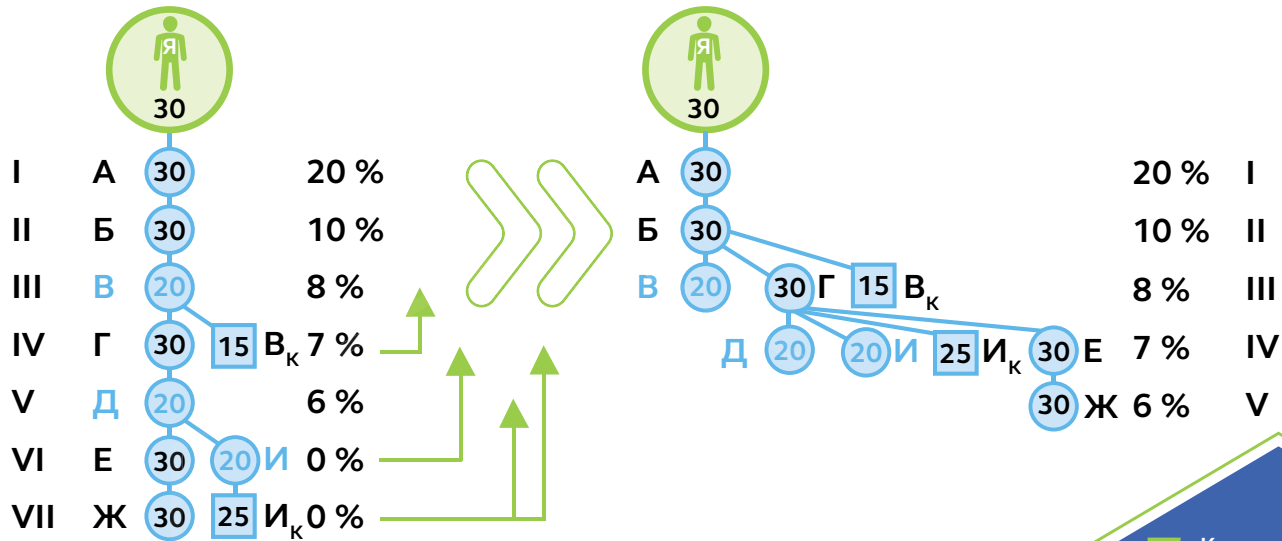 Я Я
30 30
I А 30 20 % А 30 20 % I
II Б 30 10 % Б 30 10 % II
III В 20 8 % В 20 30 Г 15 Вк 8 % III
IV Г 30 15 Вк 7 % Д 20 20 И 25 Ик 30 Е 7 % IV
V Д 20 6 % 30 Ж 6 % V
VI Е 30 20 И 0 %
VII Ж 30 25 Ик 0 %